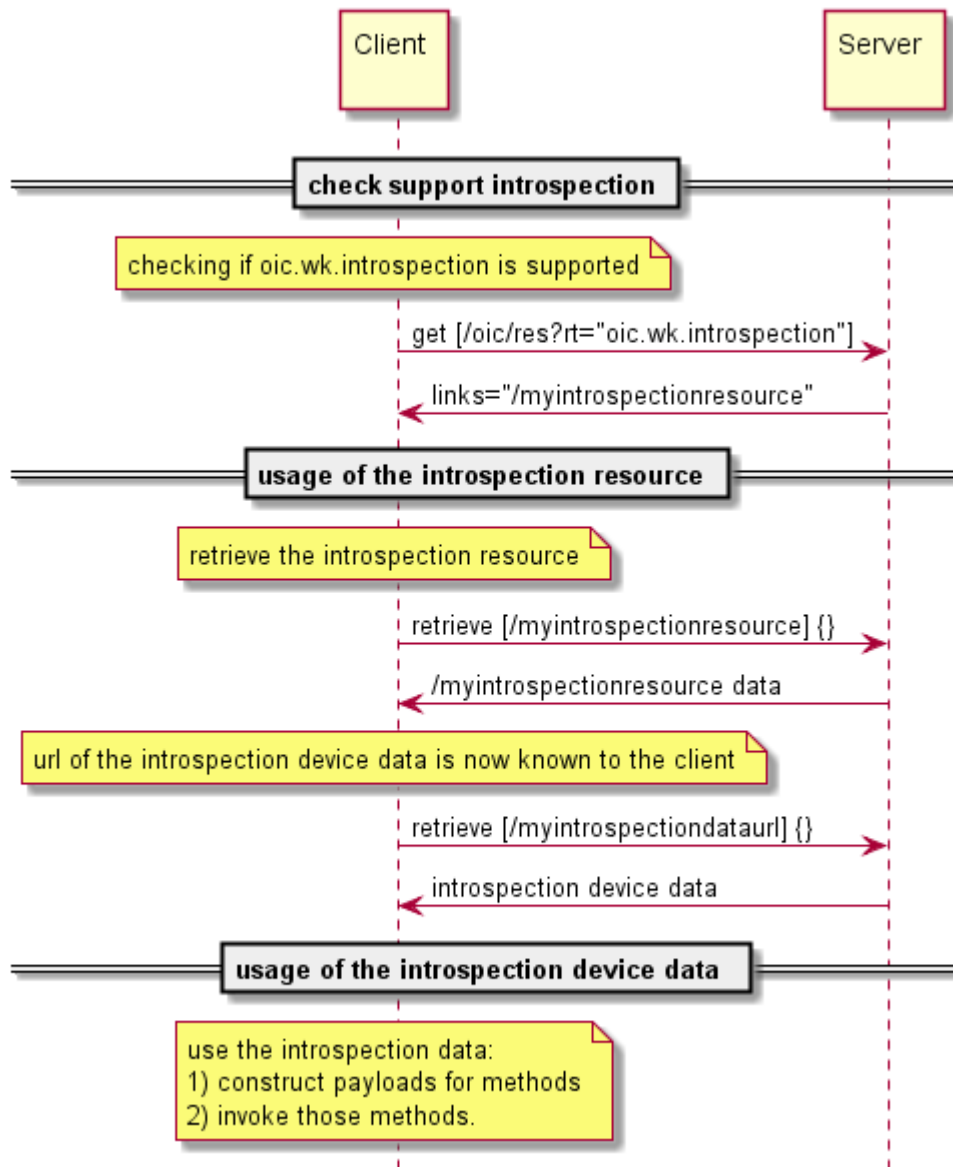 Client
Server
check support introspection
checking if oic.wk.introspection is supported
get [/oic/res?rt="oic.wk.introspection"]
links="/myintrospectionresource"
usage of the introspection resource
retrieve the introspection resource
retrieve [/myintrospectionresource] {}
/myintrospectionresource data
url of the introspection device data is now known to the client
retrieve [/myintrospectiondataurl] {}
introspection device data
usage of the introspection device data
use the introspection data:
1) construct payloads for methods
2) invoke those methods.